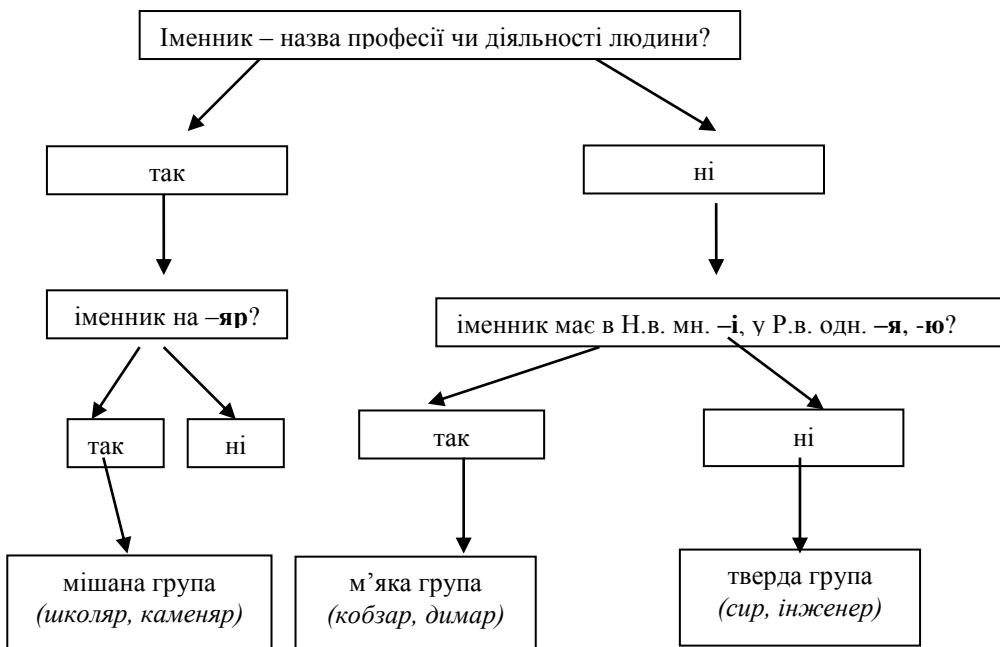 Іменник – назва професії чи діяльності людини?
так
ні
іменник на –яр?
іменник має в Н.в. мн. –і, у Р.в. одн. –я, -ю?
так
ні
так
ні
мішана група
(школяр, каменяр)
м’яка група
(кобзар, димар)
тверда група
(сир, інженер)